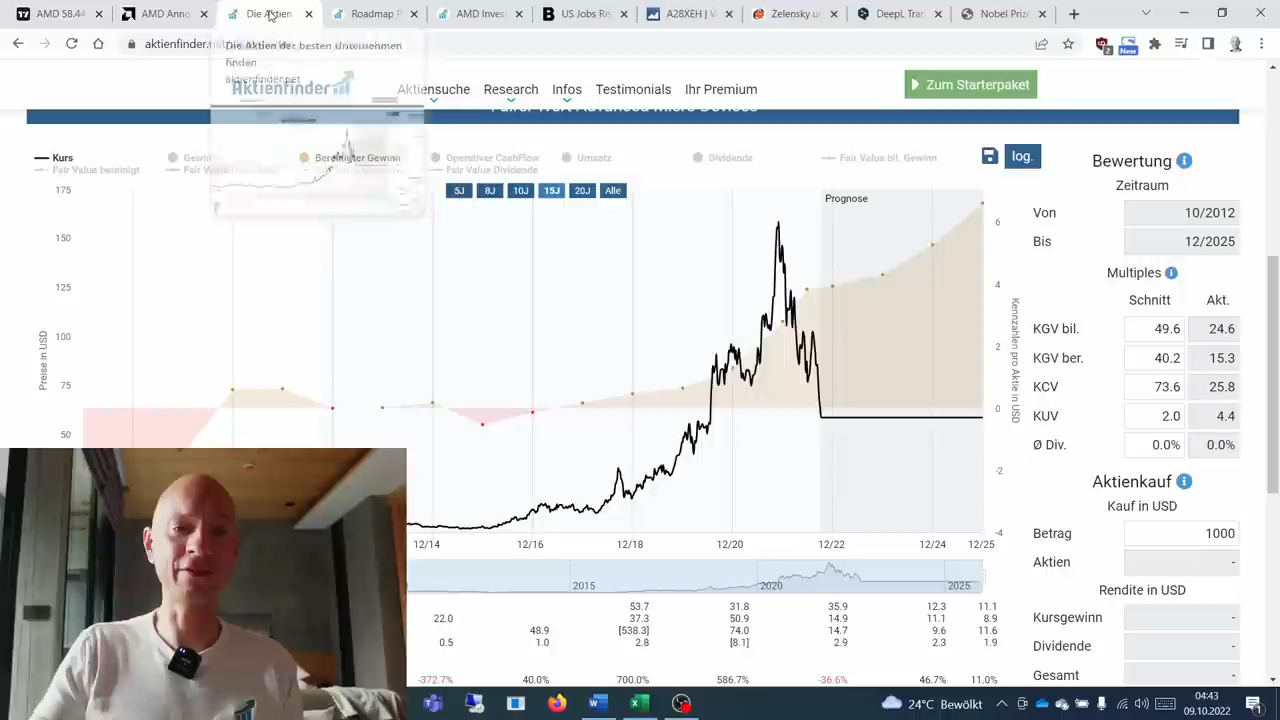 AMD 58.44
AMD Anno
Die Aktien
Roadmap F
AMD Inves
US Jobs Ris
A28XEH |
Zelensky u
DeepL Tran
Nobel Prize
aktienfinder.n
Die Aktien der besten Unternehmen
finden
aktienfinder.net
New
2
Aktienfinder
Aktiensuche
Research
Infos
Testimonials
Ihr Premium
Zum Starterpaket
Fairer Wert Advanced Micro Devices
Kurs
Gewin
Bereinigter Gewinn
Operativer CashFlow
Umsatz
Dividende
Fair Value bil. Gewinn
Fair Value bereinigt
Fair Value Dividende
log.
5J
8J
10J
15J
20J
Alle
Prognose
175
150
125
100
75
50
Preise in USD
6
4
2
0
-2
-4
Kennzahlen pro Aktie in USD
12/14
12/16
12/18
12/20
12/22
12/24
12/25
2015
2020
2025
53.7 31.8 35.9 12.3 11.1
22.0 37.3 50.9 14.9 11.1 8.9
48.9 [538.3] 74.0 14.7 9.6 11.6
0.5 1.0 2.8 [8.1] 2.9 2.3 1.9
-372.7% 40.0% 700.0% 586.7% -36.6% 46.7% 11.0%
Bewertung
Zeitraum
Von 10/2012
Bis 12/2025
Multiples
Schnitt Akt.
KGV bil. 49.6 24.6
KGV ber. 40.2 15.3
KCV 73.6 25.8
KUV 2.0 4.4
Ø Div. 0.0% 0.0%
Aktienkauf
Kauf in USD
Betrag 1000
Aktien -
Rendite in USD
Kursgewinn -
Dividende -
Gesamt -
24°C Bewölkt
04:43
09.10.2022